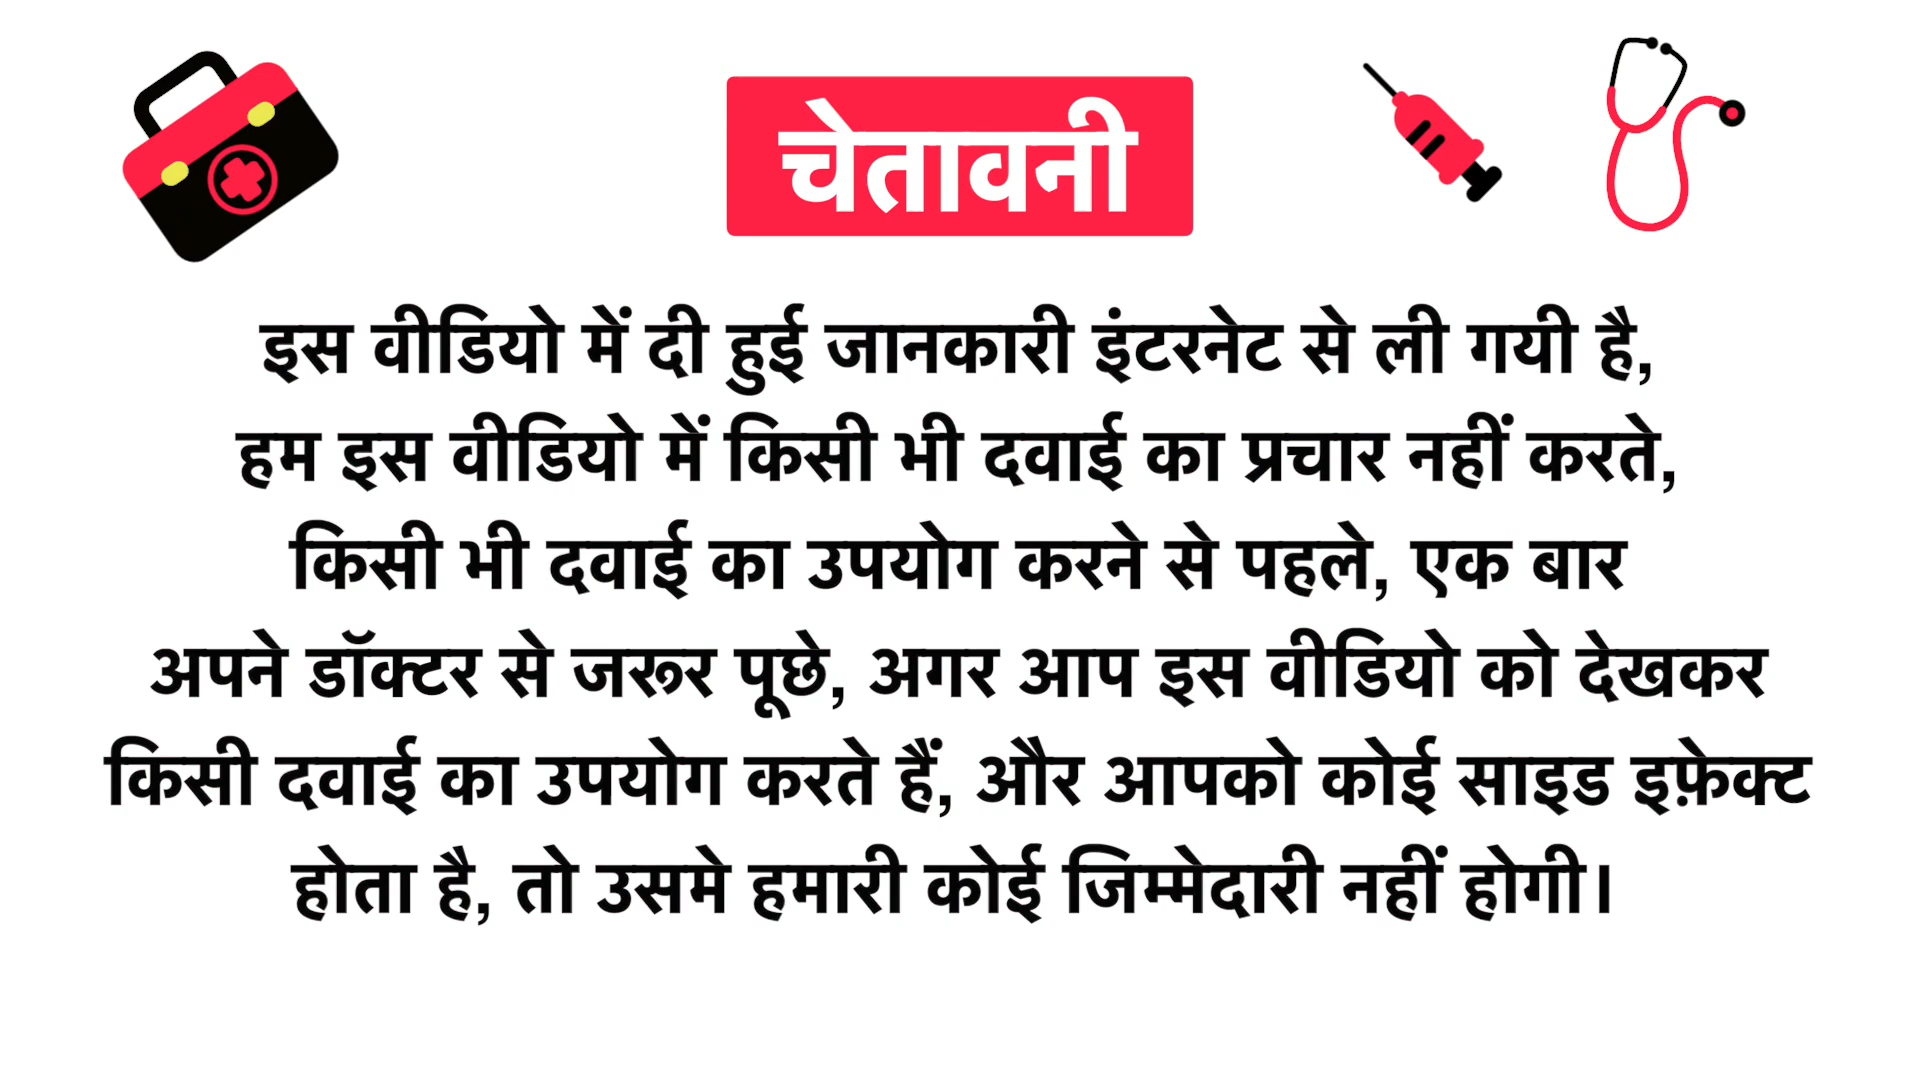 चेतावनी
इस वीडियो में दी हुई जानकारी इंटरनेट से ली गयी है,
हम इस वीडियो में किसी भी दवाई का प्रचार नहीं करते,
किसी भी दवाई का उपयोग करने से पहले, एक बार
अपने डॉक्टर से जरूर पूछे, अगर आप इस वीडियो को देखकर
किसी दवाई का उपयोग करते हैं, और आपको कोई साइड इफ़ेक्ट
होता है, तो उसमे हमारी कोई जिम्मेदारी नहीं होगी।